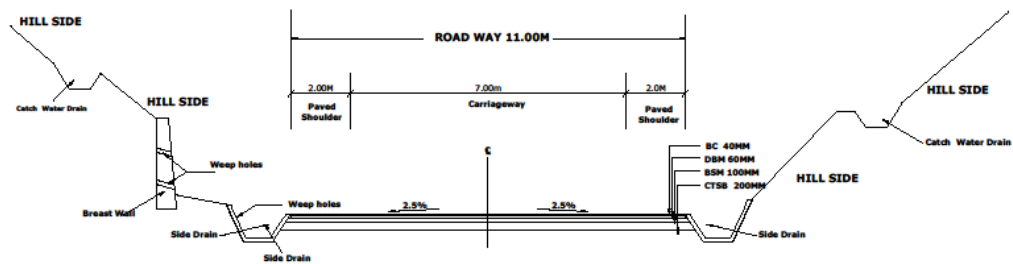 HILL SIDE
ROAD WAY 11.00M
HILL SIDE
2.00M
7.00m
2.0M
Catch Water Drain
HILL SIDE
Paved
Shoulder
Carriageway
Paved
Shoulder
Catch Water Drain
BC 40MM
DBM 60MM
BSM 100MM
CTSB 200MM
Weep holes
HILL SIDE
Breast Wall
Weep holes
2.5%
2.5%
Side Drain
Side Drain
Side Drain